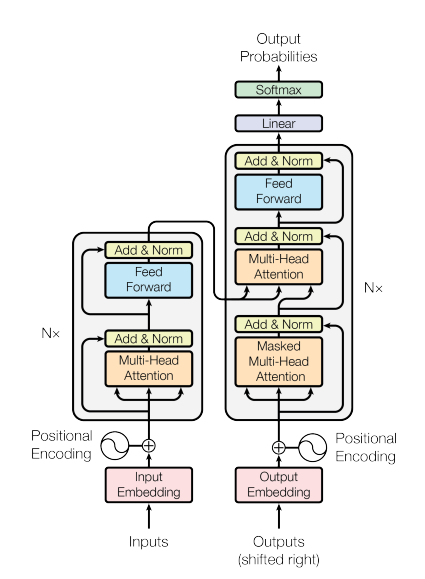 Output
Probabilities
Softmax
Linear
Add & Norm
Feed
Forward
Add & Norm
Multi-Head
Attention
Add & Norm
Masked
Multi-Head
Attention
N×
Add & Norm
Feed
Forward
N×
Add & Norm
Multi-Head
Attention
Positional
Encoding
Positional
Encoding
Input
Embedding
Output
Embedding
Inputs
Outputs
(shifted right)